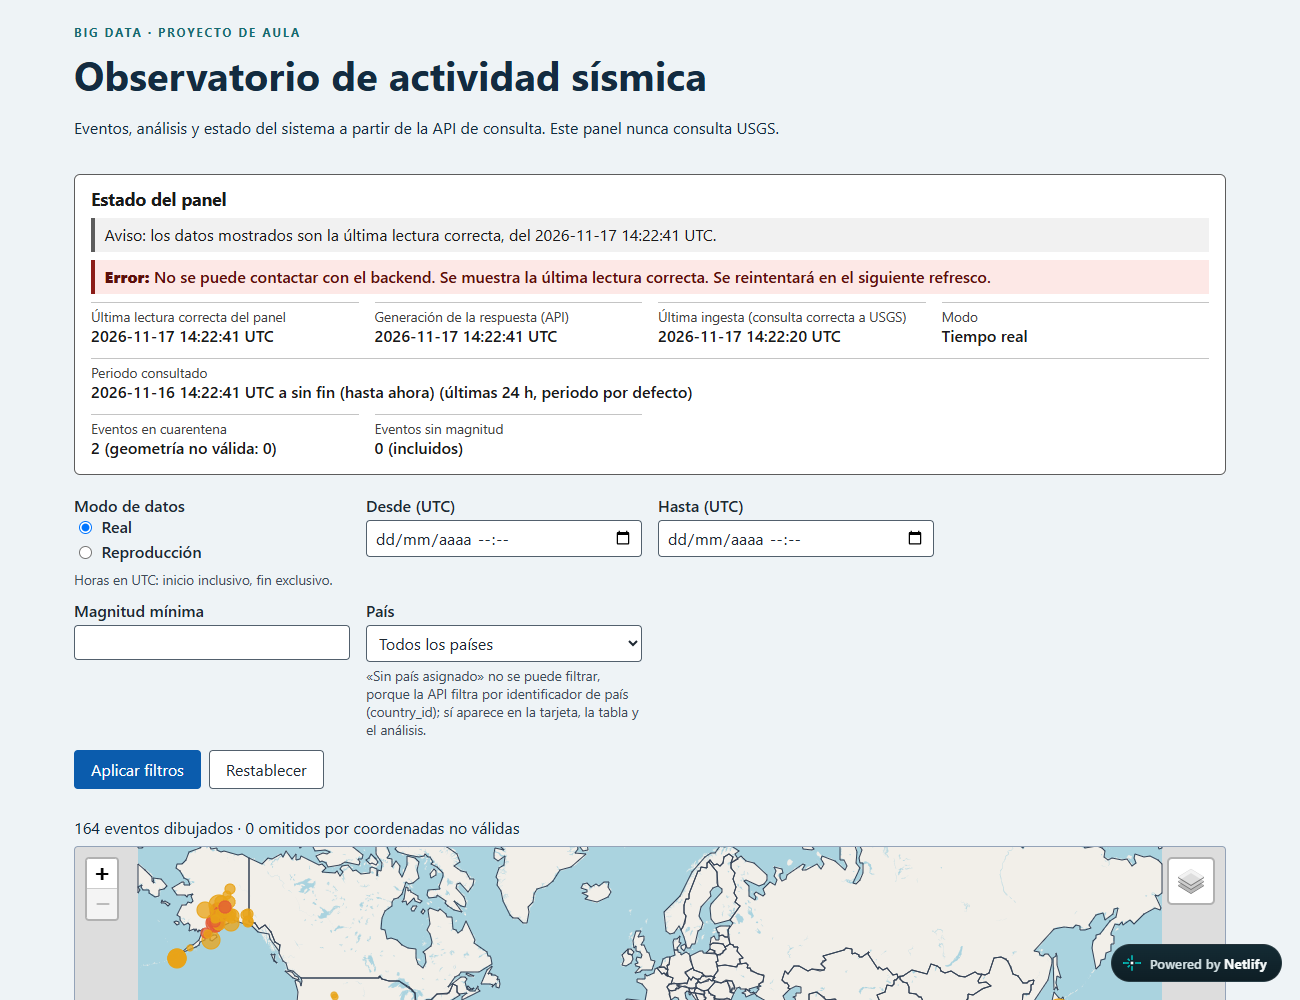 BIG DATA · PROYECTO DE AULA
Observatorio de actividad sísmica
Eventos, análisis y estado del sistema a partir de la API de consulta. Este panel nunca consulta USGS.
Estado del panel
Aviso: los datos mostrados son la última lectura correcta, del 2026-11-17 14:22:41 UTC.
Error: No se puede contactar con el backend. Se muestra la última lectura correcta. Se reintentará en el siguiente refresco.
Última lectura correcta del panel
2026-11-17 14:22:41 UTC
Generación de la respuesta (API)
2026-11-17 14:22:41 UTC
Última ingesta (consulta correcta a USGS)
2026-11-17 14:22:20 UTC
Modo
Tiempo real
Periodo consultado
2026-11-16 14:22:41 UTC a sin fin (hasta ahora) (últimas 24 h, periodo por defecto)
Eventos en cuarentena
2 (geometría no válida: 0)
Eventos sin magnitud
0 (incluidos)
Modo de datos
Real
Reproducción
Desde (UTC)
dd/mm/aaaa --:--
Hasta (UTC)
dd/mm/aaaa --:--
Horas en UTC: inicio inclusivo, fin exclusivo.
Magnitud mínima
País
Todos los países
«Sin país asignado» no se puede filtrar,
porque la API filtra por identificador de país
(country_id); sí aparece en la tarjeta, la tabla y
el análisis.
Aplicar filtros
Restablecer
164 eventos dibujados · 0 omitidos por coordenadas no válidas
+
−
Powered by Netlify